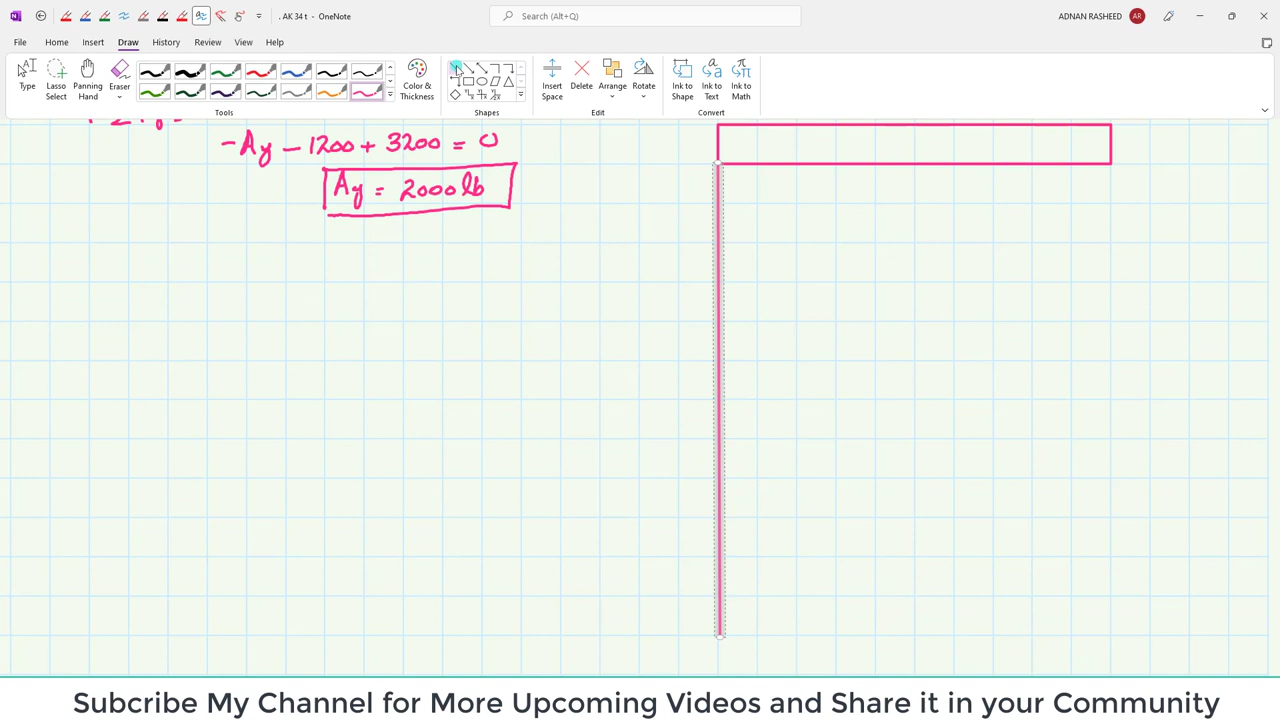 . AK 34 t - OneNote
Search (Alt+Q)
ADNAN RASHEED
AR
File
Home
Insert
Draw
History
Review
View
Help
Type
Lasso Select
Panning Hand
Eraser
Color & Thickness
Insert Space
Delete
Arrange
Rotate
Ink to Shape
Ink to Text
Ink to Math
Tools
Shapes
Edit
Convert
-Ay - 1200 + 3200 = 0
Ay = 2000 lb
Subcribe My Channel for More Upcoming Videos and Share it in your Community